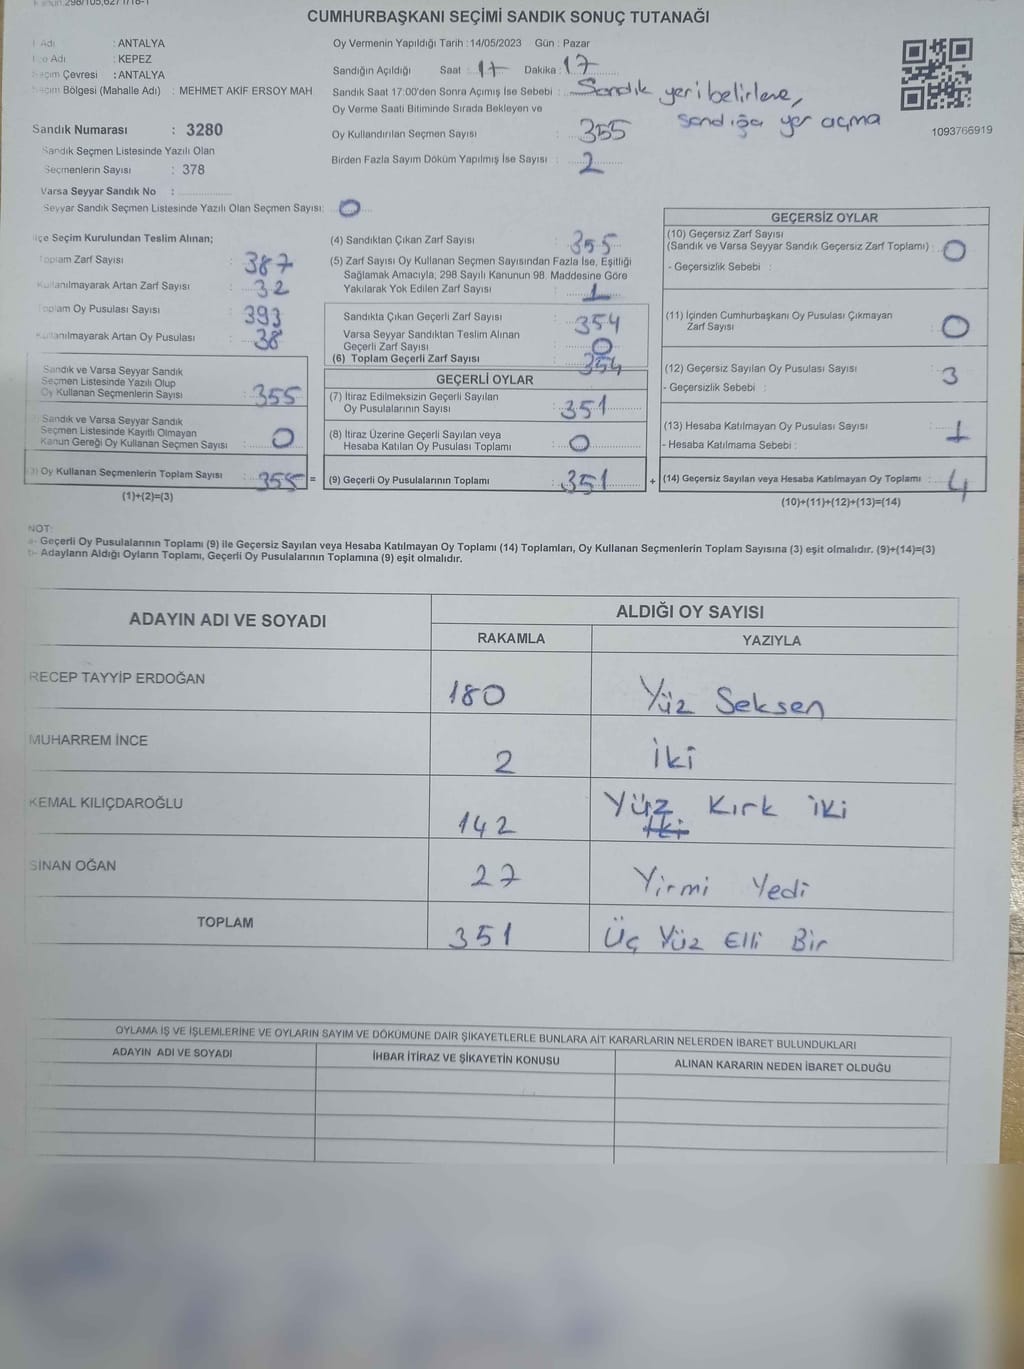 CUMHURBAŞKANI SEÇİMİ SANDIK SONUÇ TUTANAĞI
Adı : ANTALYA
Adı : KEPEZ
Seçim Çevresi : ANTALYA
Seçim Bölgesi (Mahalle Adı) : MEHMET AKİF ERSOY MAH
Sandık Numarası : 3280
Sandık Seçmen Listesinde Yazılı Olan
Seçmenlerin Sayısı : 378
Varsa Seyyar Sandık No :
Seyyar Sandık Seçmen Listesinde Yazılı Olan Seçmen Sayısı: 0
Oy Vermenin Yapıldığı Tarih : 14/05/2023 Gün : Pazar
Sandığın Açıldığı Saat : 17 Dakika : 17
Sandık Saat 17:00'den Sonra Açımış İse Sebebi : Sandık yeri belirleme,
Oy Verme Saati Bitiminde Sırada Bekleyen ve sandığa yer açma
Oy Kullandırılan Seçmen Sayısı : 355
Birden Fazla Sayım Döküm Yapılmış İse Sayısı : 2
1093766919
İlçe Seçim Kurulundan Teslim Alınan;
Toplam Zarf Sayısı : 387
Kullanılmayarak Artan Zarf Sayısı : 32
Toplam Oy Pusulası Sayısı : 393
Kullanılmayarak Artan Oy Pusulası : 38
Sandık ve Varsa Seyyar Sandık
Seçmen Listesinde Yazılı Olup
Oy Kullanan Seçmenlerin Sayısı : 355
Sandık ve Varsa Seyyar Sandık
Seçmen Listesinde Kayıtlı Olmayan
Kanun Gereği Oy Kullanan Seçmen Sayısı : 0
(3) Oy Kullanan Seçmenlerin Toplam Sayısı : 355 =
(1)+(2)=(3)
(4) Sandıktan Çıkan Zarf Sayısı : 355
(5) Zarf Sayısı Oy Kullanan Seçmen Sayısından Fazla İse, Eşitliği
Sağlamak Amacıyla, 298 Sayılı Kanunun 98. Maddesine Göre
Yakılarak Yok Edilen Zarf Sayısı : 1
Sandıkta Çıkan Geçerli Zarf Sayısı : 354
Varsa Seyyar Sandıktan Teslim Alınan
Geçerli Zarf Sayısı : 0
(6) Toplam Geçerli Zarf Sayısı : 354
GEÇERLİ OYLAR
(7) İtiraz Edilmeksizin Geçerli Sayılan
Oy Pusulalarının Sayısı : 351
(8) İtiraz Üzerine Geçerli Sayılan veya
Hesaba Katılan Oy Pusulası Toplamı : 0
(9) Geçerli Oy Pusulalarının Toplamı : 351 +
GEÇERSİZ OYLAR
(10) Geçersiz Zarf Sayısı
(Sandık ve Varsa Seyyar Sandık Geçersiz Zarf Toplamı) : 0
- Geçersizlik Sebebi :
(11) İçinden Cumhurbaşkanı Oy Pusulası Çıkmayan
Zarf Sayısı : 0
(12) Geçersiz Sayılan Oy Pusulası Sayısı : 3
- Geçersizlik Sebebi :
(13) Hesaba Katılmayan Oy Pusulası Sayısı : 1
- Hesaba Katılmama Sebebi :
(14) Geçersiz Sayılan veya Hesaba Katılmayan Oy Toplamı : 4
(10)+(11)+(12)+(13)=(14)
NOT:
a- Geçerli Oy Pusulalarının Toplamı (9) ile Geçersiz Sayılan veya Hesaba Katılmayan Oy Toplamı (14) Toplamları, Oy Kullanan Seçmenlerin Toplam Sayısına (3) eşit olmalıdır. (9)+(14)=(3)
b- Adayların Aldığı Oyların Toplamı, Geçerli Oy Pusulalarının Toplamına (9) eşit olmalıdır.
ADAYIN ADI VE SOYADI ALDIĞI OY SAYISI
RAKAMLA YAZIYLA
RECEP TAYYİP ERDOĞAN 180 Yüz Seksen
MUHARREM İNCE 2 İki
KEMAL KILIÇDAROĞLU 142 Yüz Kırk iki
SİNAN OĞAN 27 Yirmi Yedi
TOPLAM 351 Üç Yüz Elli Bir
OYLAMA İŞ VE İŞLEMLERİNE VE OYLARIN SAYIM VE DÖKÜMÜNE DAİR ŞİKAYETLERLE BUNLARA AİT KARARLARIN NELERDEN İBARET BULUNDUKLARI
ADAYIN ADI VE SOYADI İHBAR İTİRAZ VE ŞİKAYETİN KONUSU ALINAN KARARIN NEDEN İBARET OLDUĞU